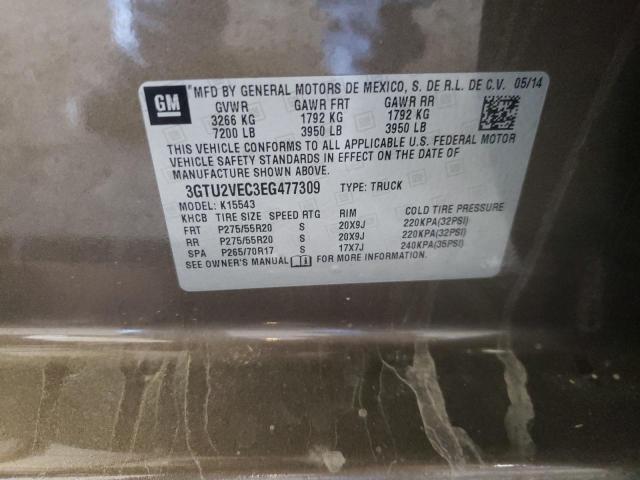 GM
*MFD BY GENERAL MOTORS DE MEXICO, S. DE R.L. DE C.V. 05/14
GVWR GAWR FRT GAWR RR
3266 KG 1792 KG 1792 KG
7200 LB 3950 LB 3950 LB
THIS VEHICLE CONFORMS TO ALL APPLICABLE U.S. FEDERAL MOTOR
VEHICLE SAFETY STANDARDS IN EFFECT ON THE DATE OF
MANUFACTURE SHOWN ABOVE.
3GTU2VEC3EG477309 TYPE: TRUCK
MODEL: K15543
KHCB TIRE SIZE SPEED RTG RIM COLD TIRE PRESSURE
FRT P275/55R20 S 20X9J 220KPA(32PSI)
RR P275/55R20 S 20X9J 220KPA(32PSI)
SPA P265/70R17 S 17X7J 240KPA(35PSI)
SEE OWNER'S MANUAL FOR MORE INFORMATION.